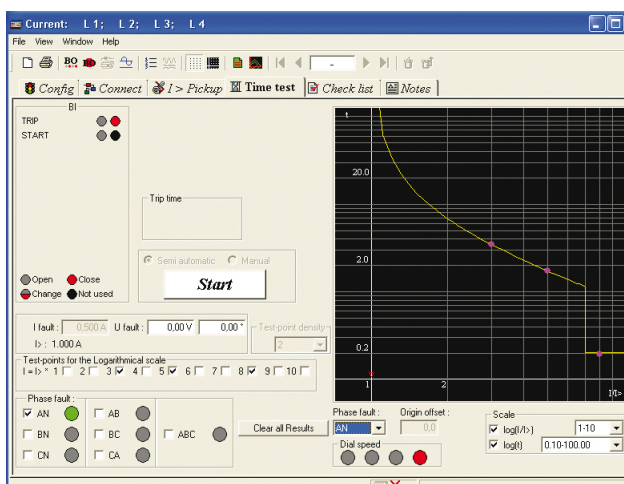 Current: L 1; L 2; L 3; L 4
File View Window Help
BO
-
Config Connect I > Pickup Time test Check list Notes
BI
TRIP
START
Open Close
Change Not used
Trip time
Semi automatic Manual
Start
I fault : 0,500 A U fault : 0,00 V 0,00 °
I> : 1.000 A
Test-point density
2
Test-points for the Logarithmical scale
I = I> * 1 2 3 4 5 6 7 8 9 10
Phase fault :
AN AB
BN BC ABC
CN CA
Clear all Results
t
20.0
2.0
0.2
1 2 I/I>
Phase fault : Origin offset :
AN 0,0
Dial speed
Scale
log(I/I>) 1-10
log(t) 0.10-100.00